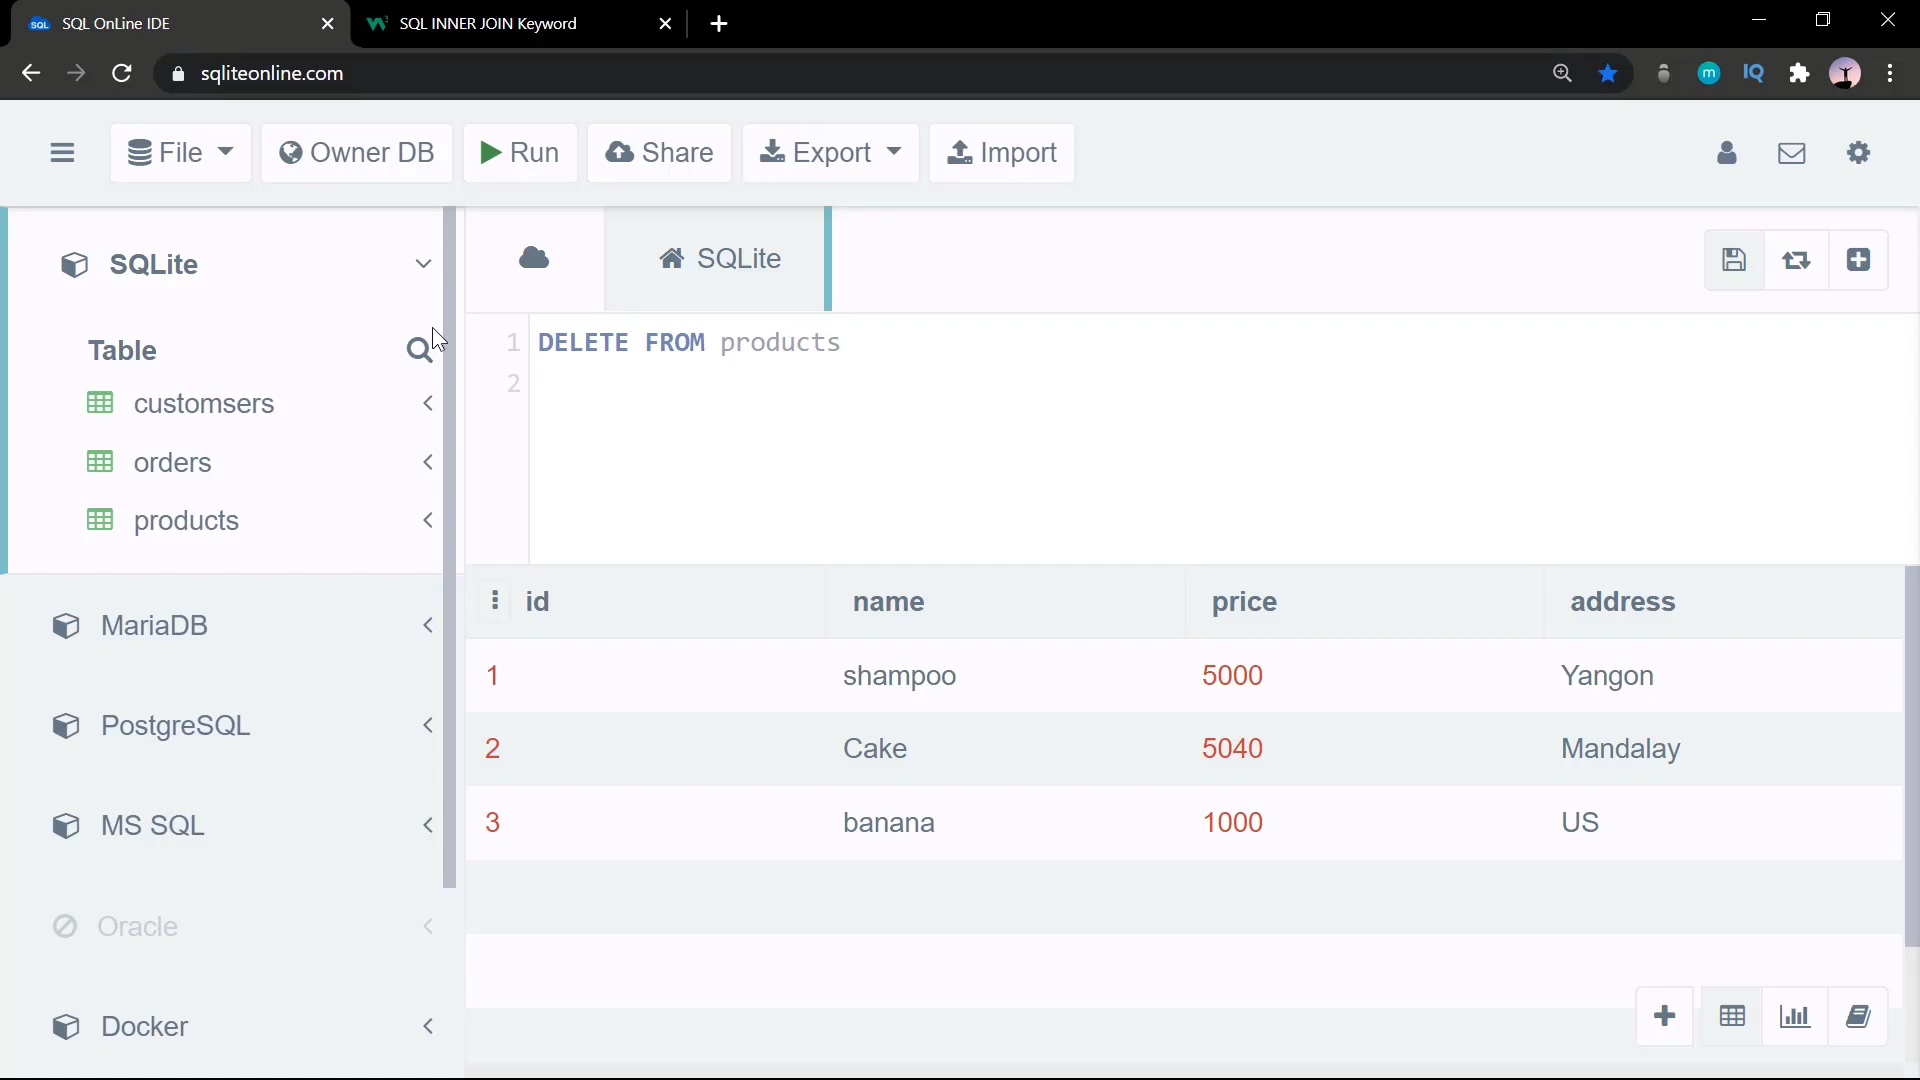 SQL OnLine IDE
SQL INNER JOIN Keyword
sqliteonline.com
File
Owner DB
Run
Share
Export
Import
SQLite
Table
customsers
orders
products
MariaDB
PostgreSQL
MS SQL
Oracle
Docker
SQLite
1 DELETE FROM products
2
id name price address
1 shampoo 5000 Yangon
2 Cake 5040 Mandalay
3 banana 1000 US